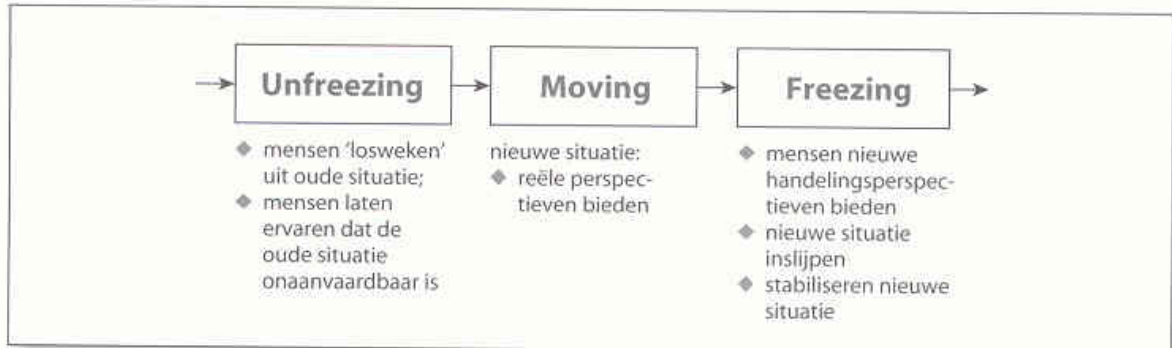 Unfreezing
mensen 'losweken'
uit oude situatie;
mensen laten
ervaren dat de
oude situatie
onaanvaardbaar is
Moving
nieuwe situatie:
reële perspec-
tieven bieden
Freezing
mensen nieuwe
handelingsperspec-
tieven bieden
nieuwe situatie
inslijpen
stabiliseren nieuwe
situatie